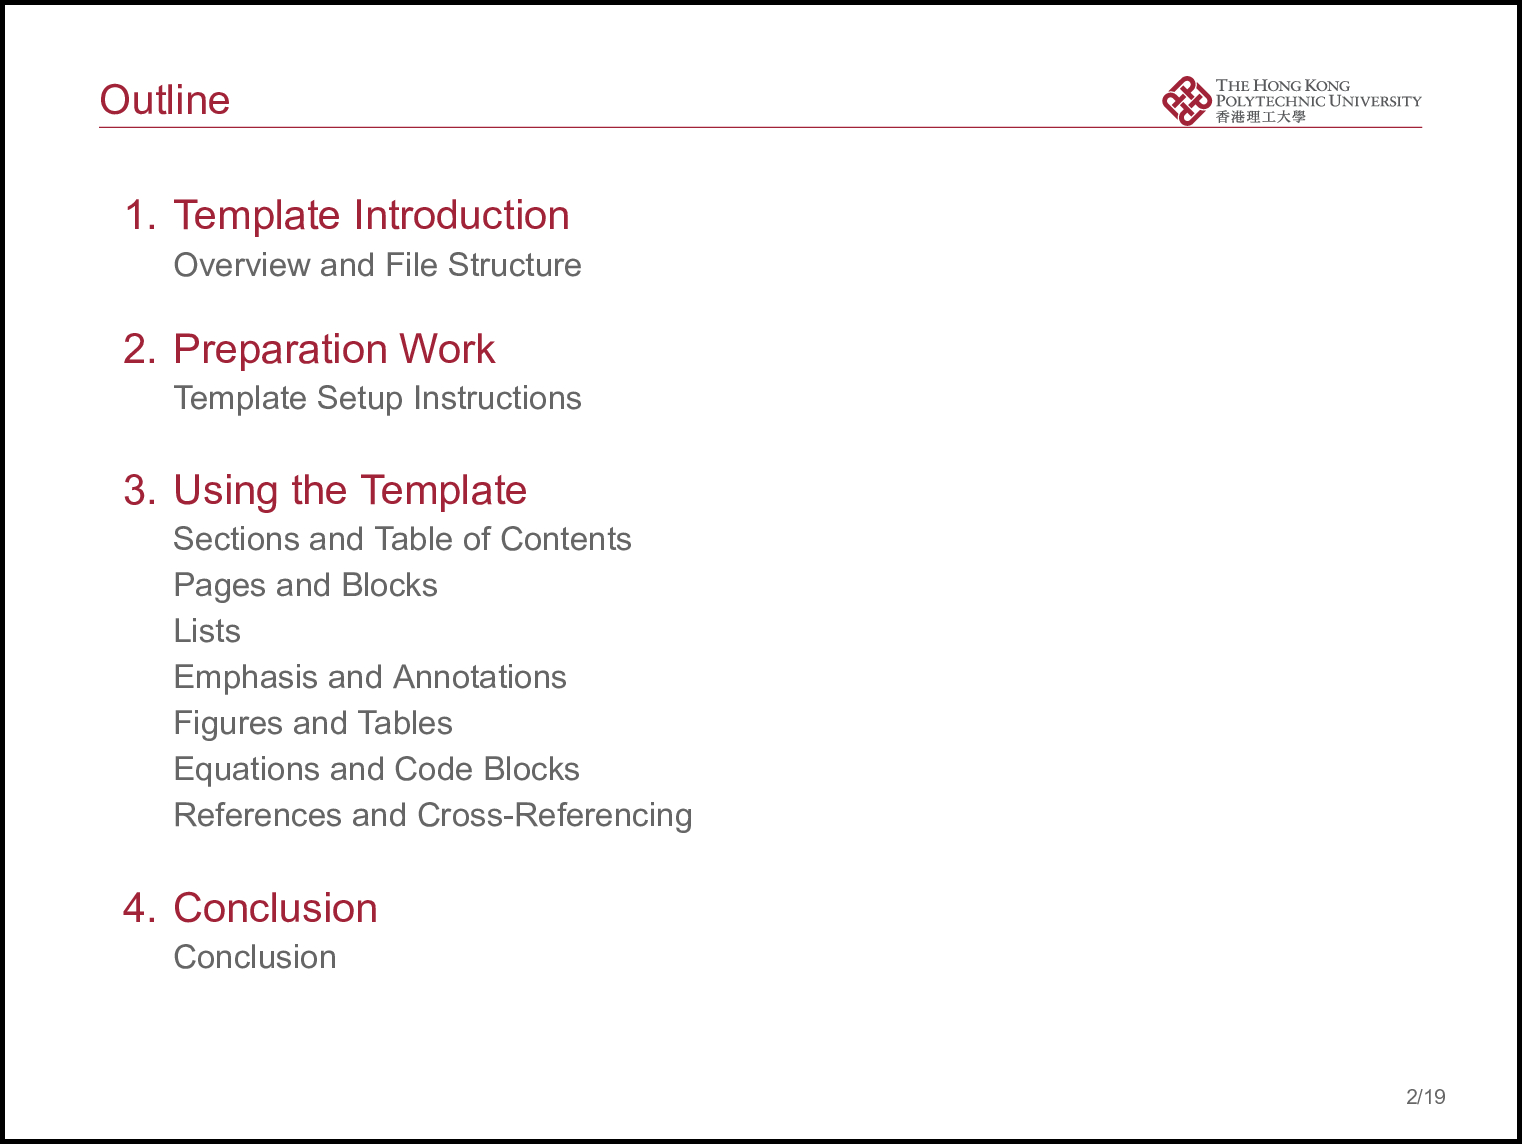 Outline
THE HONG KONG
POLYTECHNIC UNIVERSITY
香港理工大學
1. Template Introduction
Overview and File Structure
2. Preparation Work
Template Setup Instructions
3. Using the Template
Sections and Table of Contents
Pages and Blocks
Lists
Emphasis and Annotations
Figures and Tables
Equations and Code Blocks
References and Cross-Referencing
4. Conclusion
Conclusion
2/19